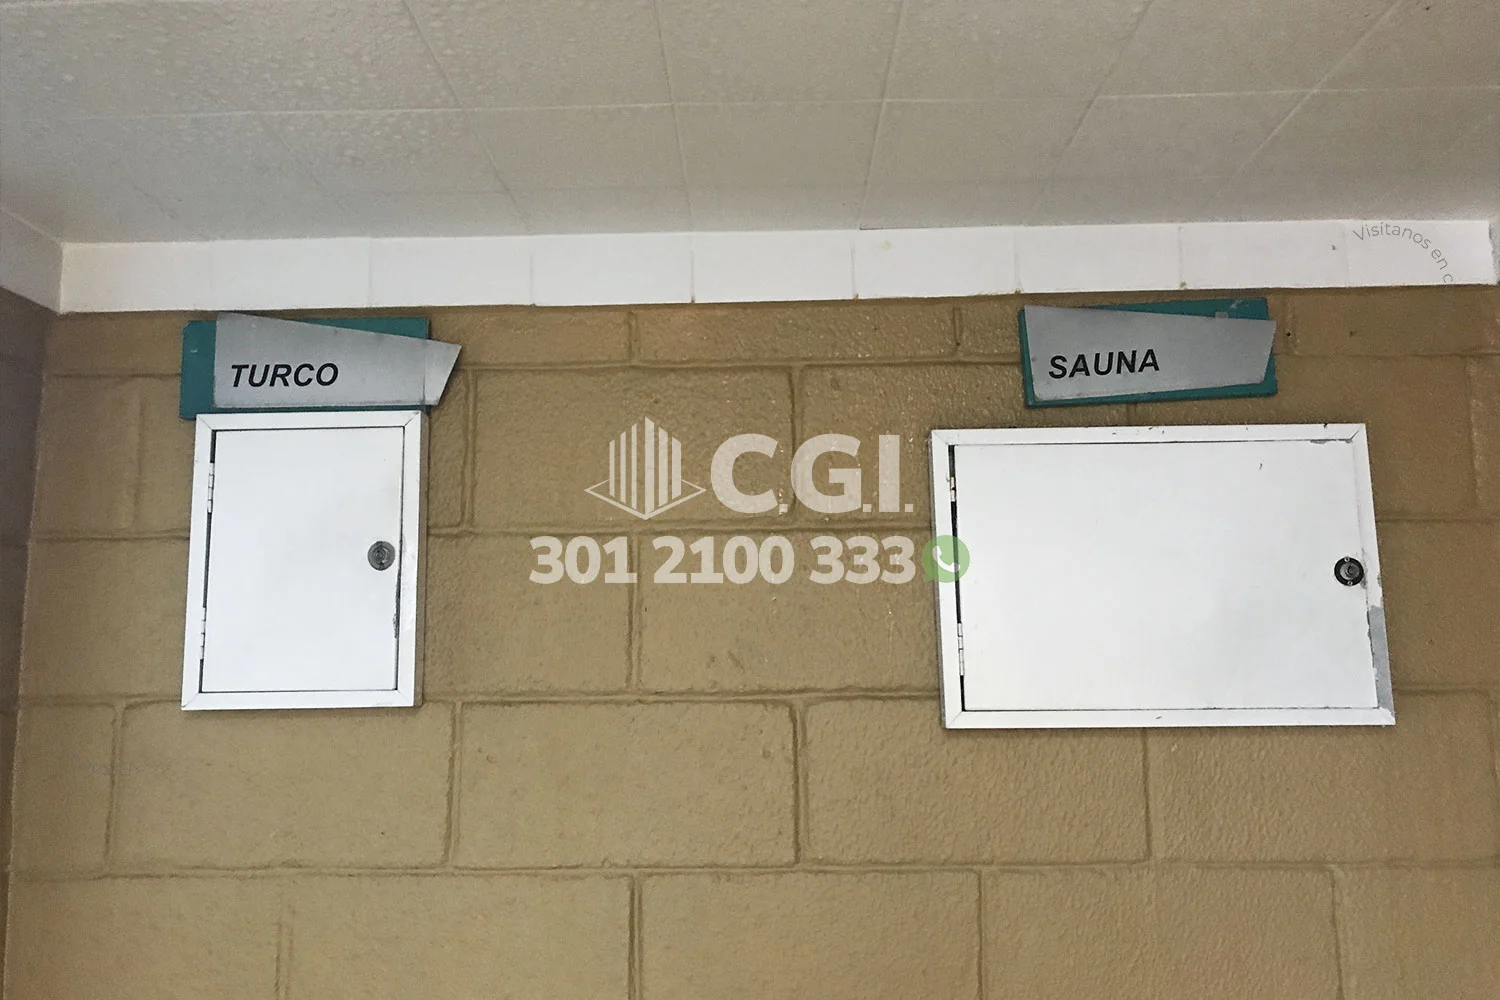 Visítanos en
TURCO
SAUNA
C.G.I.
301 2100 333